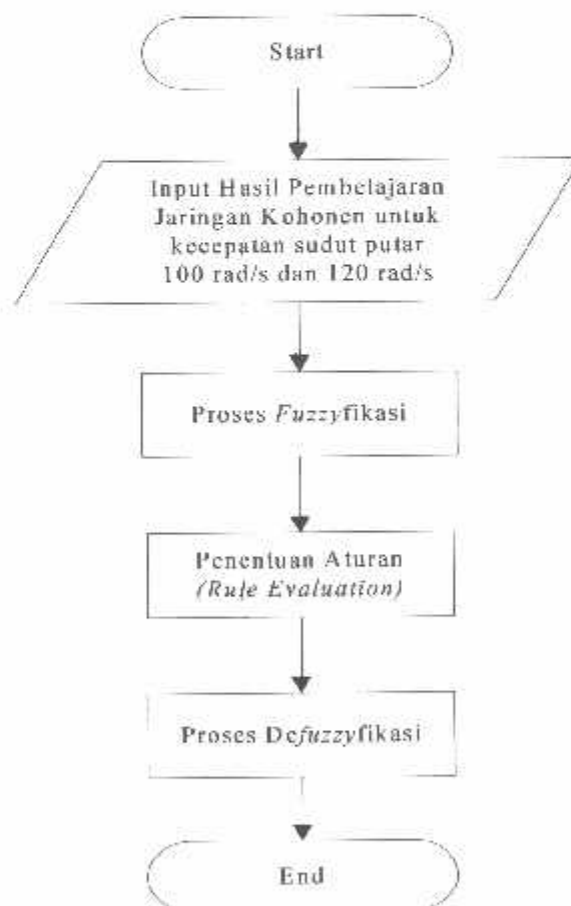 Start
Input Hasil Pembelajaran
Jaringan Kohonen untuk
kecepatan sudut putar
100 rad/s dan 120 rad/s
Proses Fuzzyfikasi
Penentuan Aturan
(Rule Evaluation)
Proses Defuzzyfikasi
End